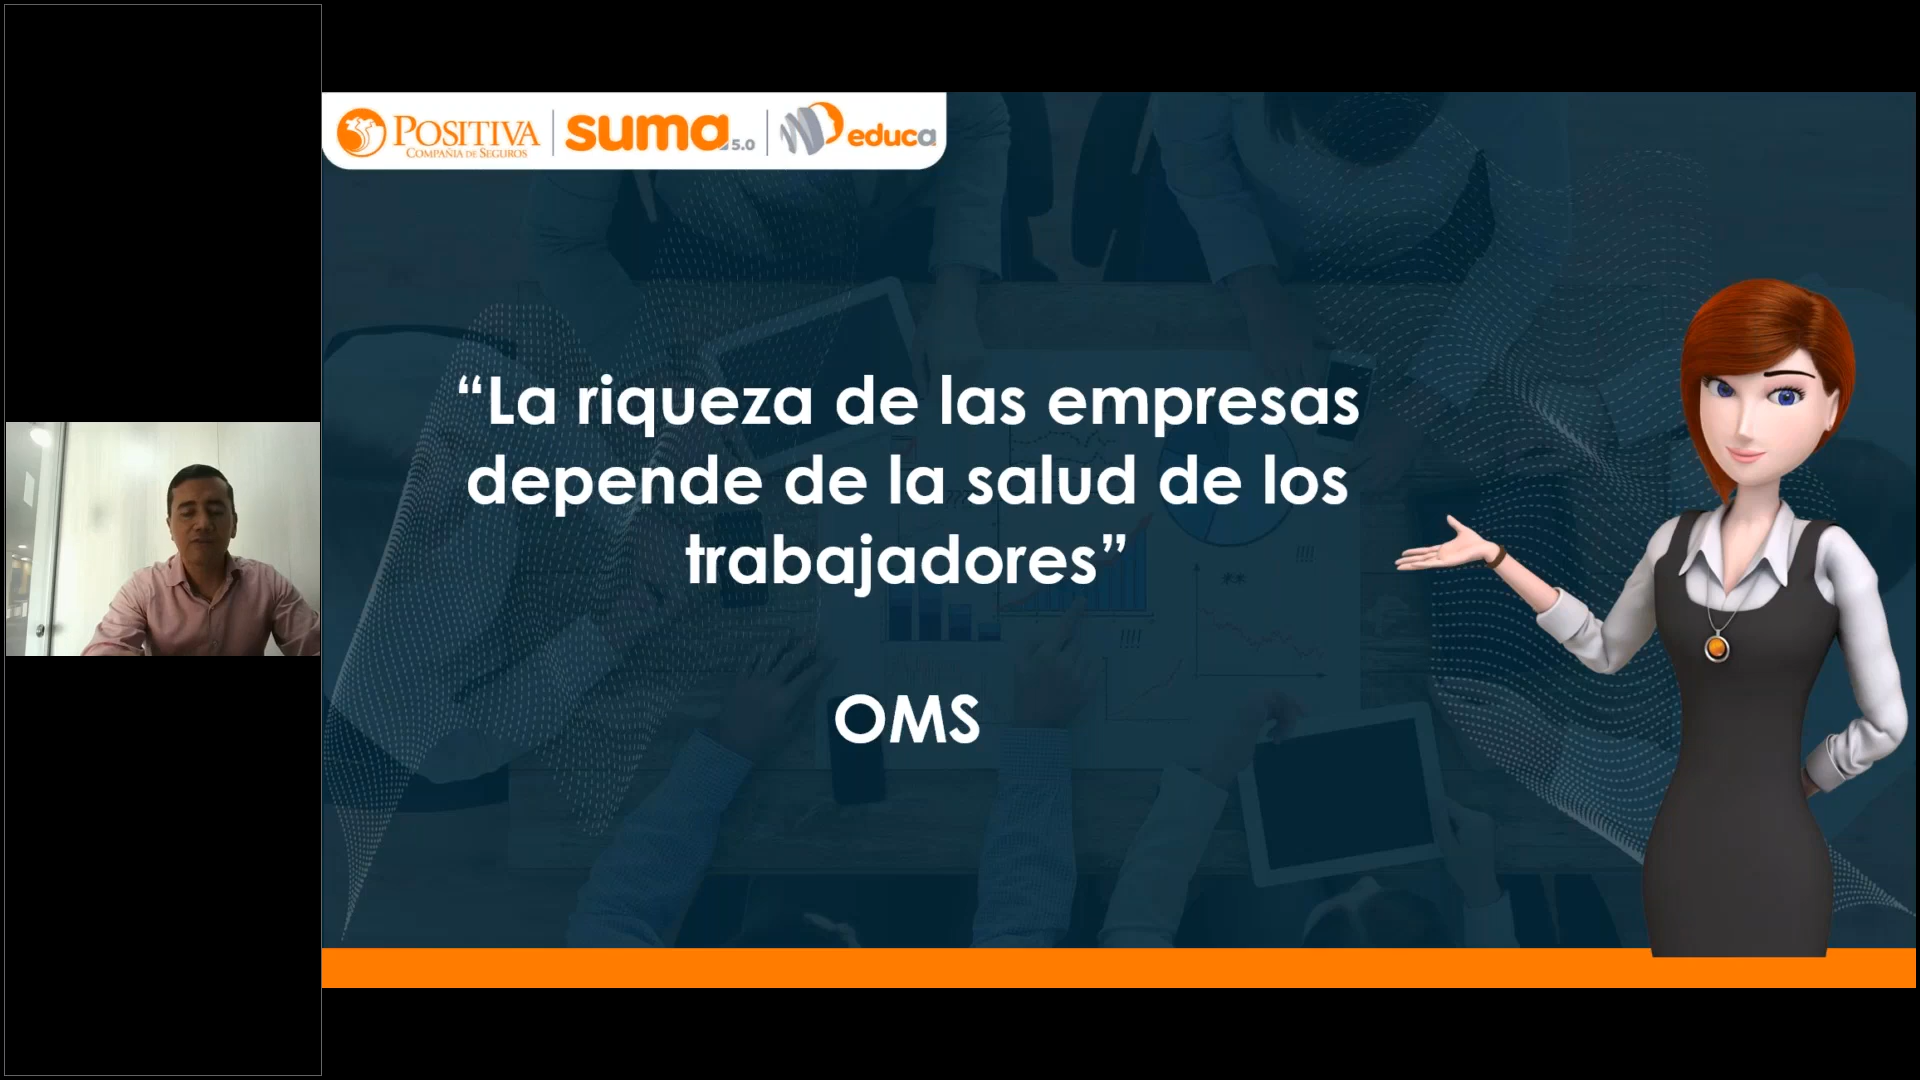 POSITIVA
COMPAÑIA DE SEGUROS
suma 5.0
educa
“La riqueza de las empresas
depende de la salud de los
trabajadores”
OMS